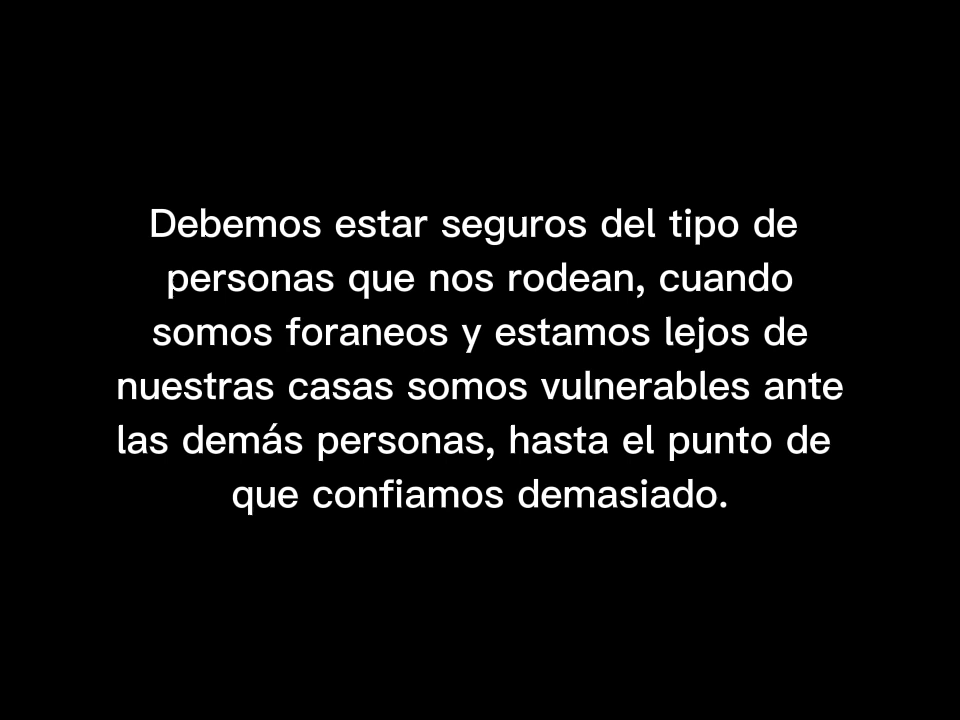 Debemos estar seguros del tipo de
personas que nos rodean, cuando
somos foraneos y estamos lejos de
nuestras casas somos vulnerables ante
las demás personas, hasta el punto de
que confiamos demasiado.